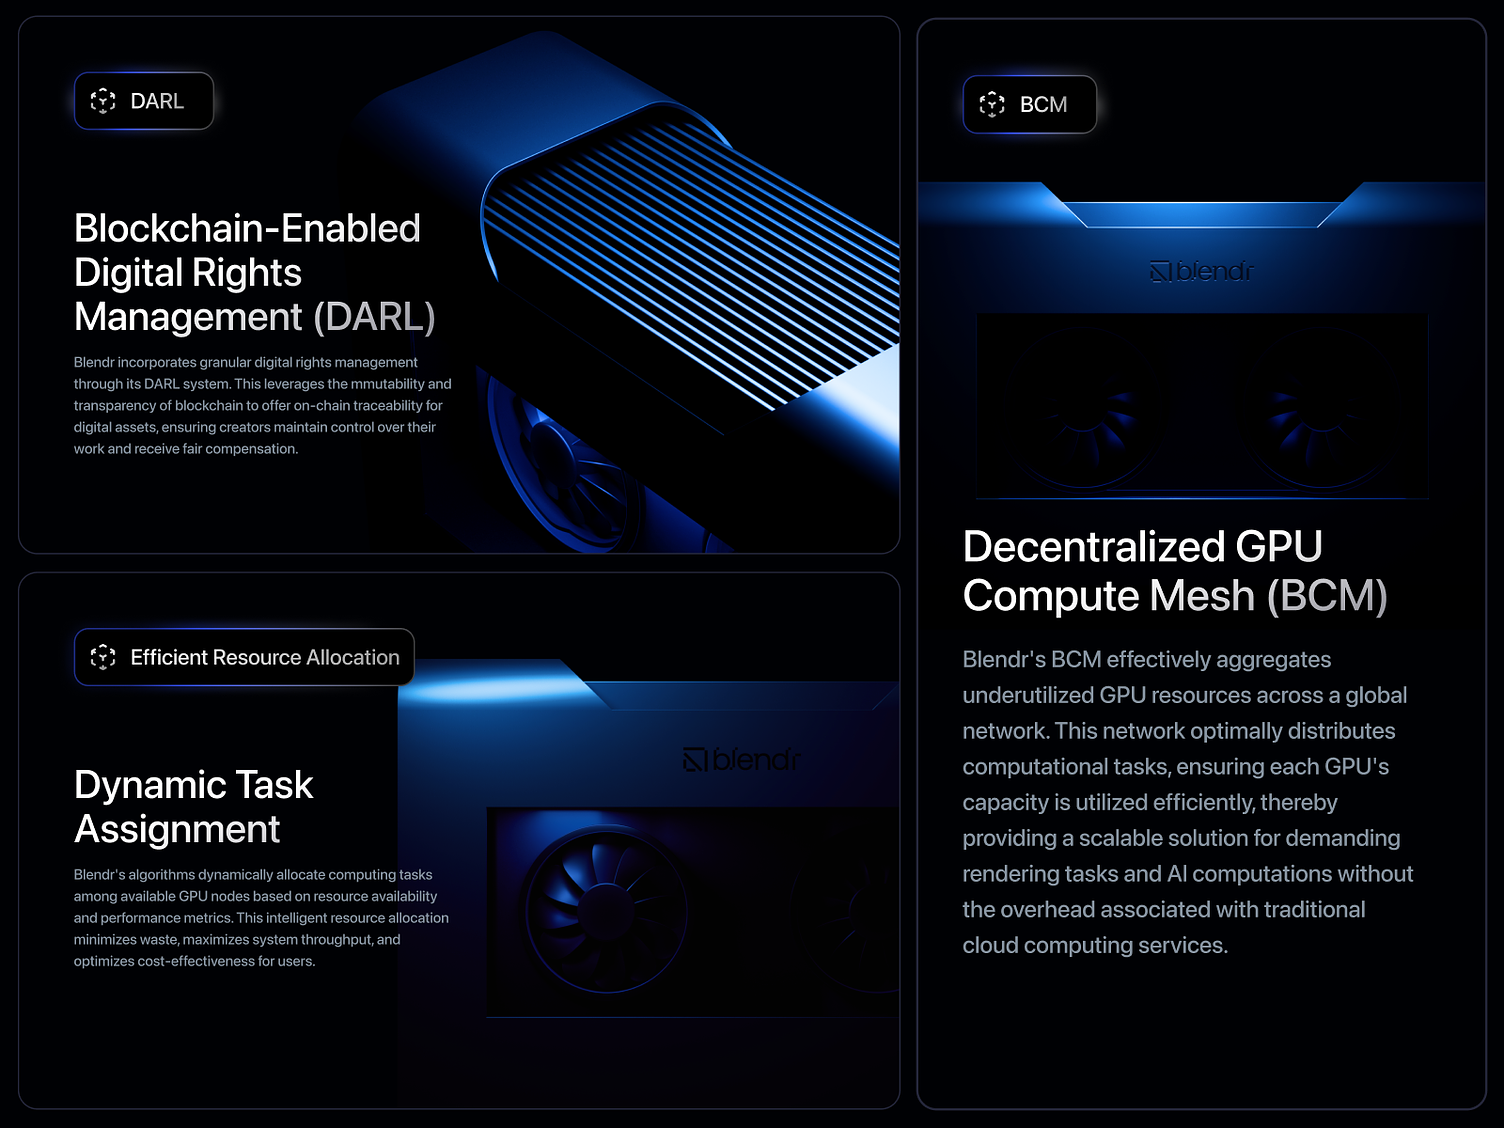 DARL
Blockchain-Enabled
Digital Rights
Management (DARL)
Blendr incorporates granular digital rights management
through its DARL system. This leverages the mmutability and
transparency of blockchain to offer on-chain traceability for
digital assets, ensuring creators maintain control over their
work and receive fair compensation.
Efficient Resource Allocation
blendr
Dynamic Task
Assignment
Blendr's algorithms dynamically allocate computing tasks
among available GPU nodes based on resource availability
and performance metrics. This intelligent resource allocation
minimizes waste, maximizes system throughput, and
optimizes cost-effectiveness for users.
BCM
blendr
Decentralized GPU
Compute Mesh (BCM)
Blendr's BCM effectively aggregates
underutilized GPU resources across a global
network. This network optimally distributes
computational tasks, ensuring each GPU's
capacity is utilized efficiently, thereby
providing a scalable solution for demanding
rendering tasks and AI computations without
the overhead associated with traditional
cloud computing services.